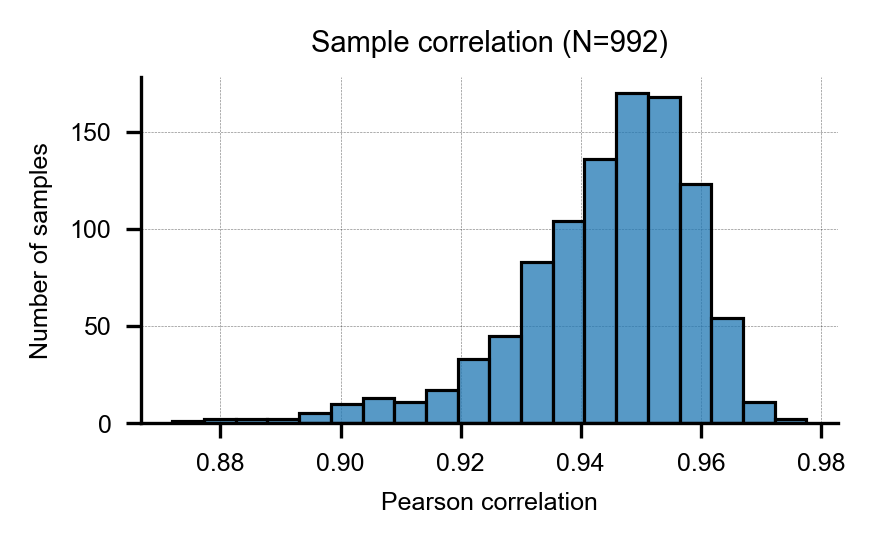 Sample correlation (N=992)
Number of samples
150
100
50
0
0.88 0.90 0.92 0.94 0.96 0.98
Pearson correlation